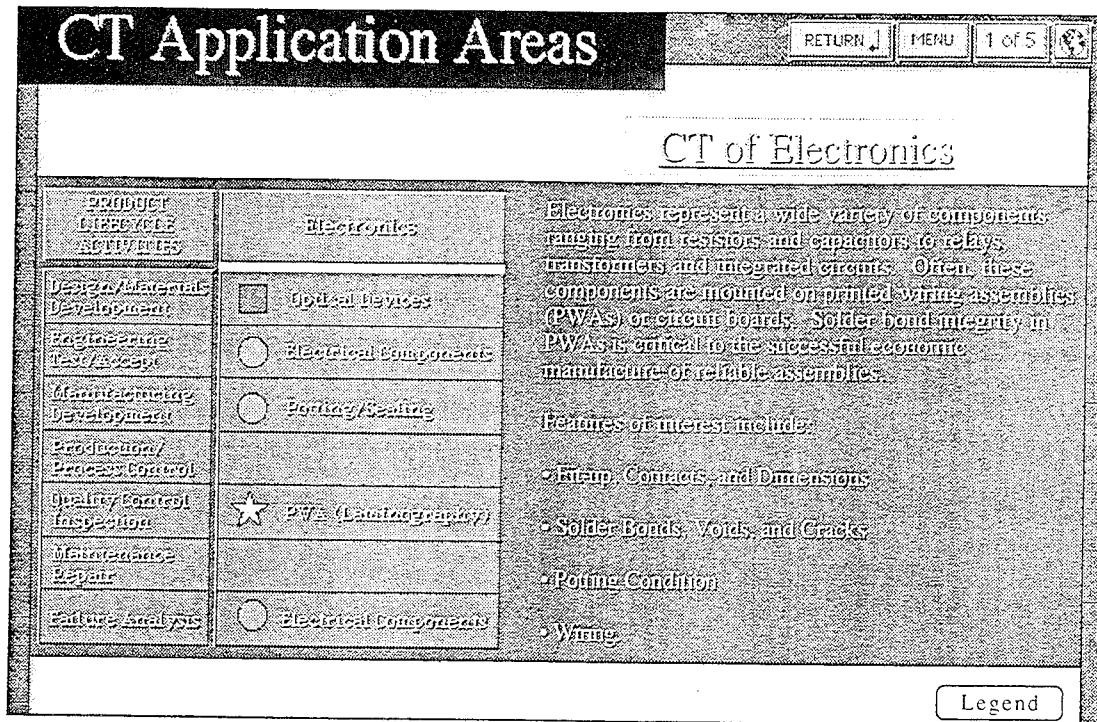 CT Application Areas
RETURN
MENU
1 of 5
CT of Electronics
PRODUCT
LIFECYCLE
ACTIVITIES
Electronics
Design/Materials
Development
Optical Devices
Engineering
Test/Accept
Electrical Components
Manufacturing
Development
Potting/Sealing
Production/
Process Control
Quality Control
Inspection
PWA (Laminography)
Maintenance
Repair
Failure Analysis
Electrical Components
Electronics represent a wide variety of components
ranging from resistors and capacitors to relays,
transformers and integrated circuits. Often, these
components are mounted on printed wiring assemblies
(PWAs) or circuit boards. Solder bond integrity in
PWAs is critical to the successful economic
manufacture of reliable assemblies.
Features of interest include:
• Fit-up, Contacts, and Dimensions
• Solder Bonds, Voids, and Cracks
• Potting Condition
• Wiring
Legend